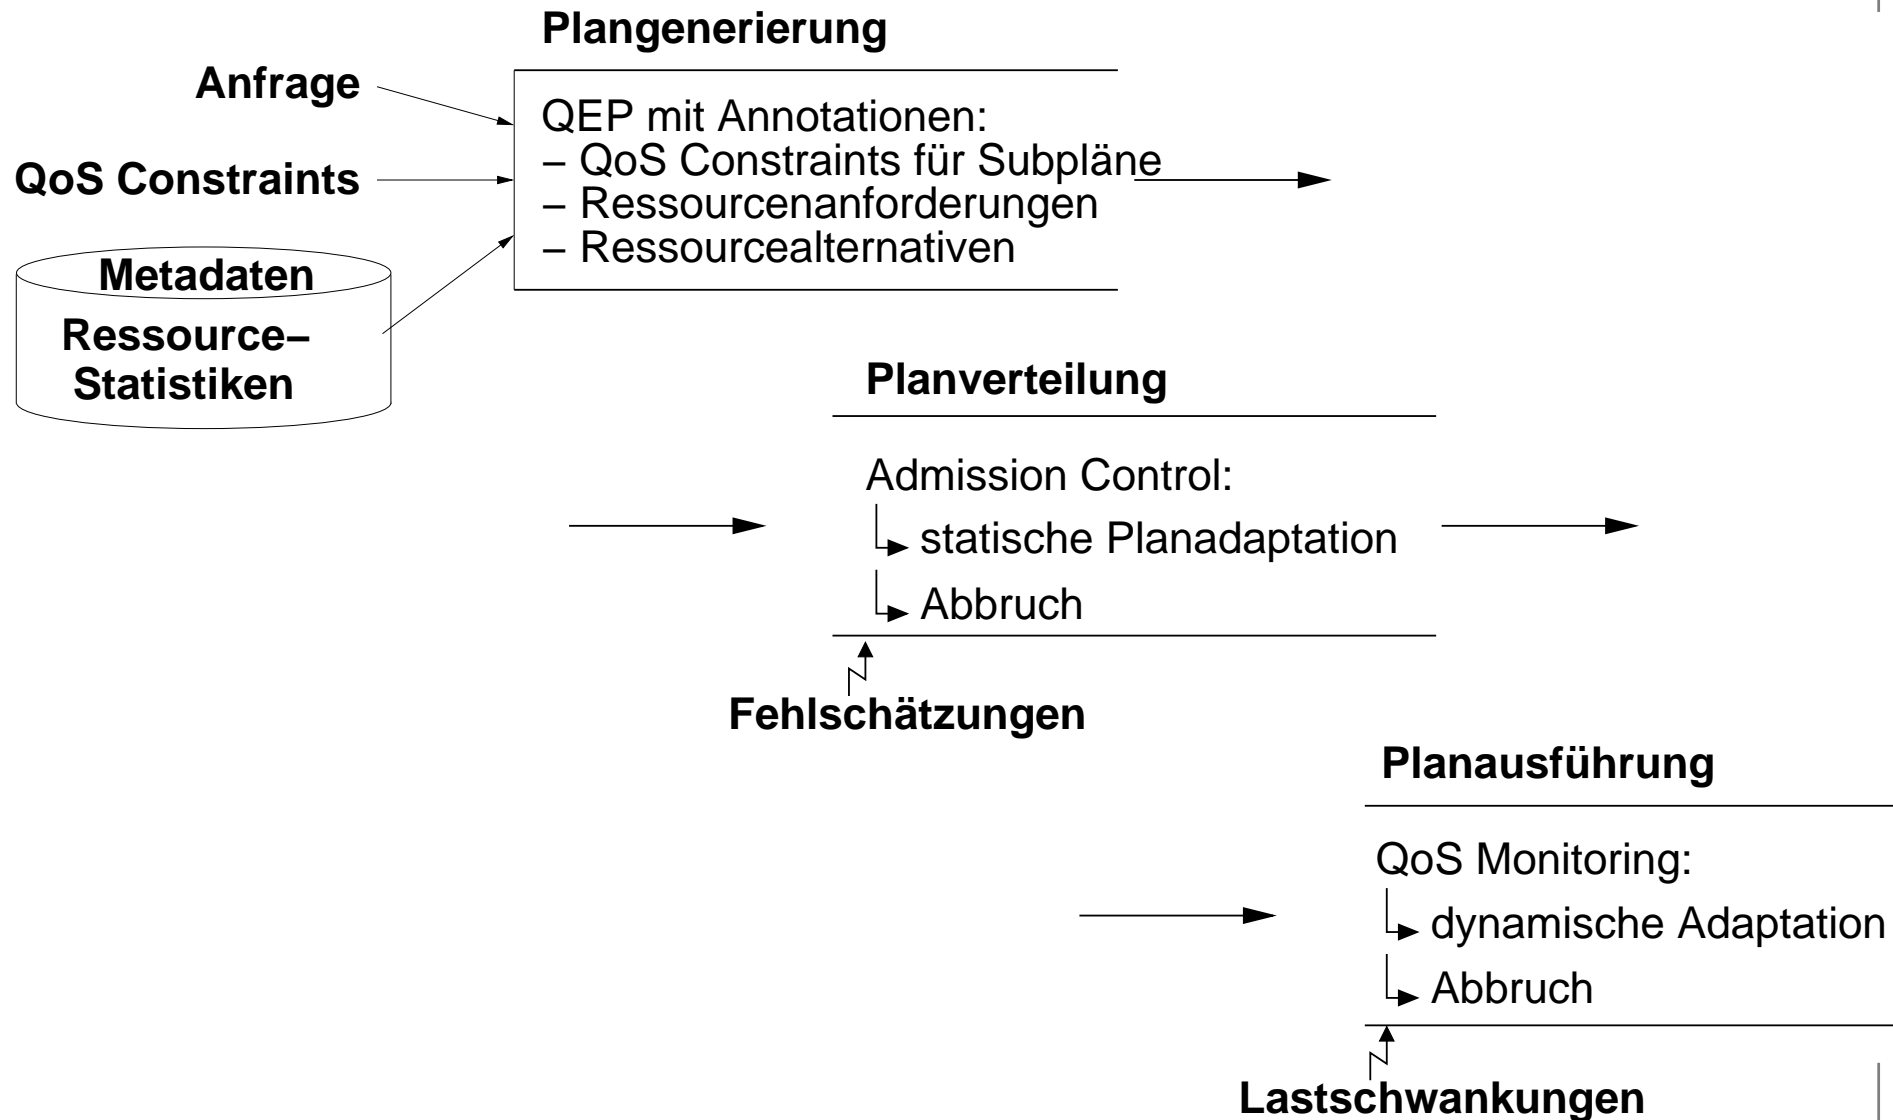 Plangenerierung
Anfrage
QoS Constraints
Metadaten
Ressource–
Statistiken
QEP mit Annotationen:
– QoS Constraints für Subpläne
– Ressourcenanforderungen
– Ressourcealternativen
Planverteilung
Admission Control:
statische Planadaptation
Abbruch
Fehlschätzungen
Planausführung
QoS Monitoring:
dynamische Adaptation
Abbruch
Lastschwankungen